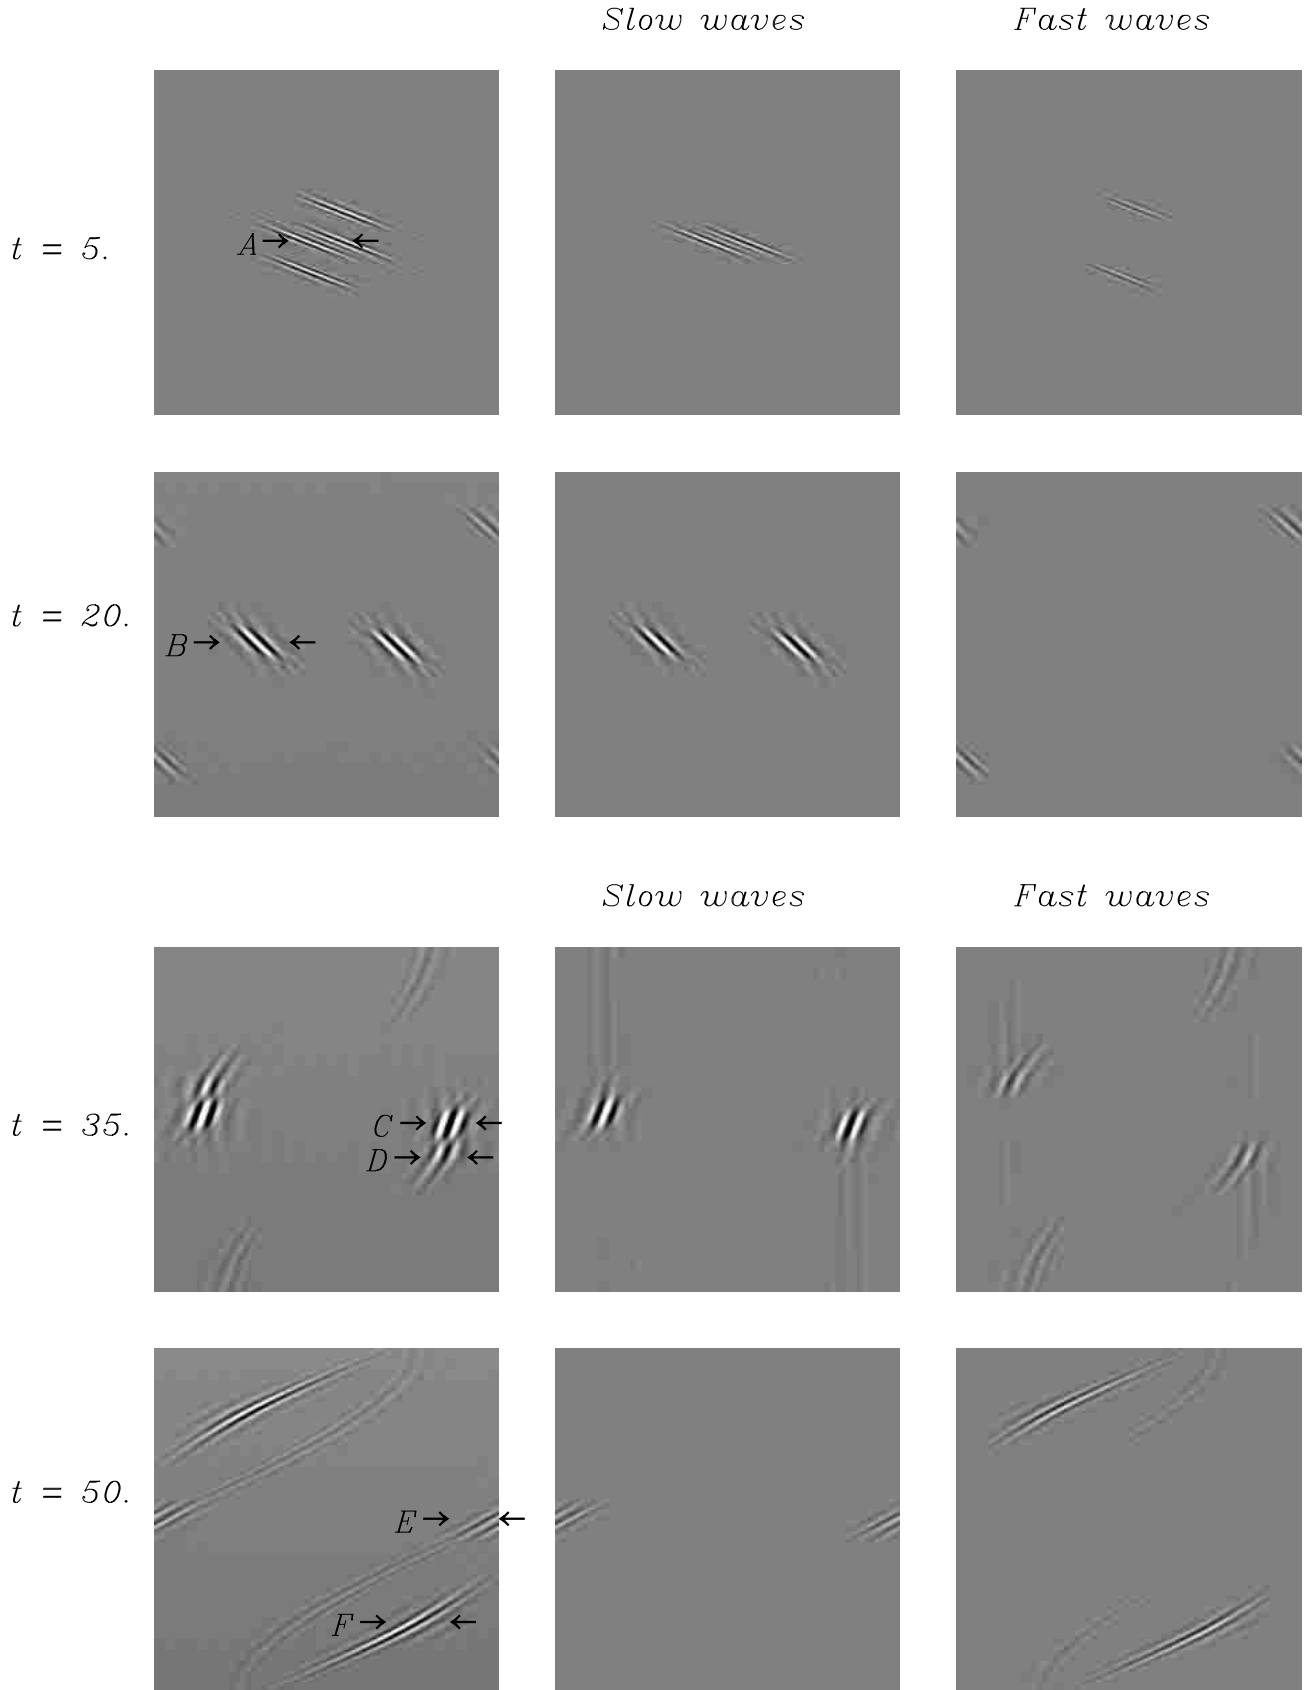 Slow waves Fast waves
t = 5.
A
t = 20.
B
Slow waves Fast waves
t = 35.
C
D
t = 50.
E
F